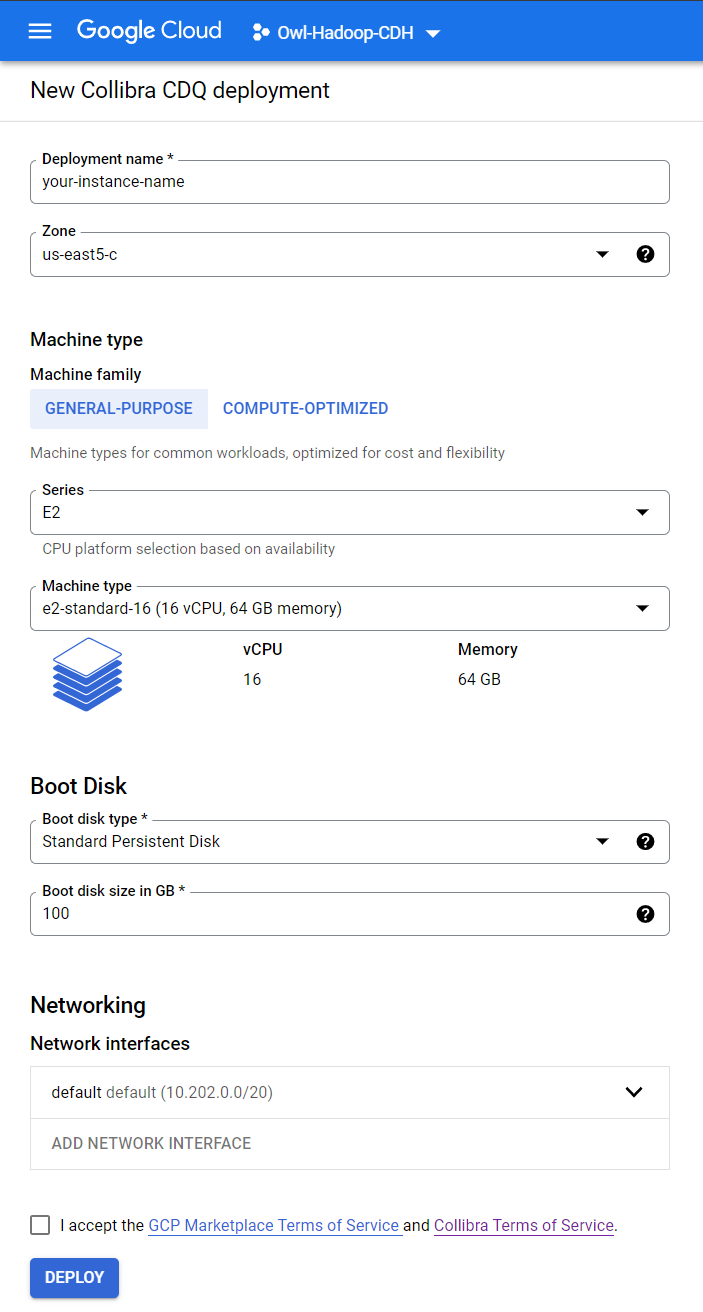 Google Cloud Owl-Hadoop-CDH
New Collibra CDQ deployment
Deployment name *
your-instance-name
Zone
us-east5-c
?
Machine type
Machine family
GENERAL-PURPOSE COMPUTE-OPTIMIZED
Machine types for common workloads, optimized for cost and flexibility
Series
E2
CPU platform selection based on availability
Machine type
e2-standard-16 (16 vCPU, 64 GB memory)
vCPU Memory
16 64 GB
Boot Disk
Boot disk type *
Standard Persistent Disk
?
Boot disk size in GB *
100
?
Networking
Network interfaces
default default (10.202.0.0/20)
ADD NETWORK INTERFACE
I accept the GCP Marketplace Terms of Service and Collibra Terms of Service.
DEPLOY